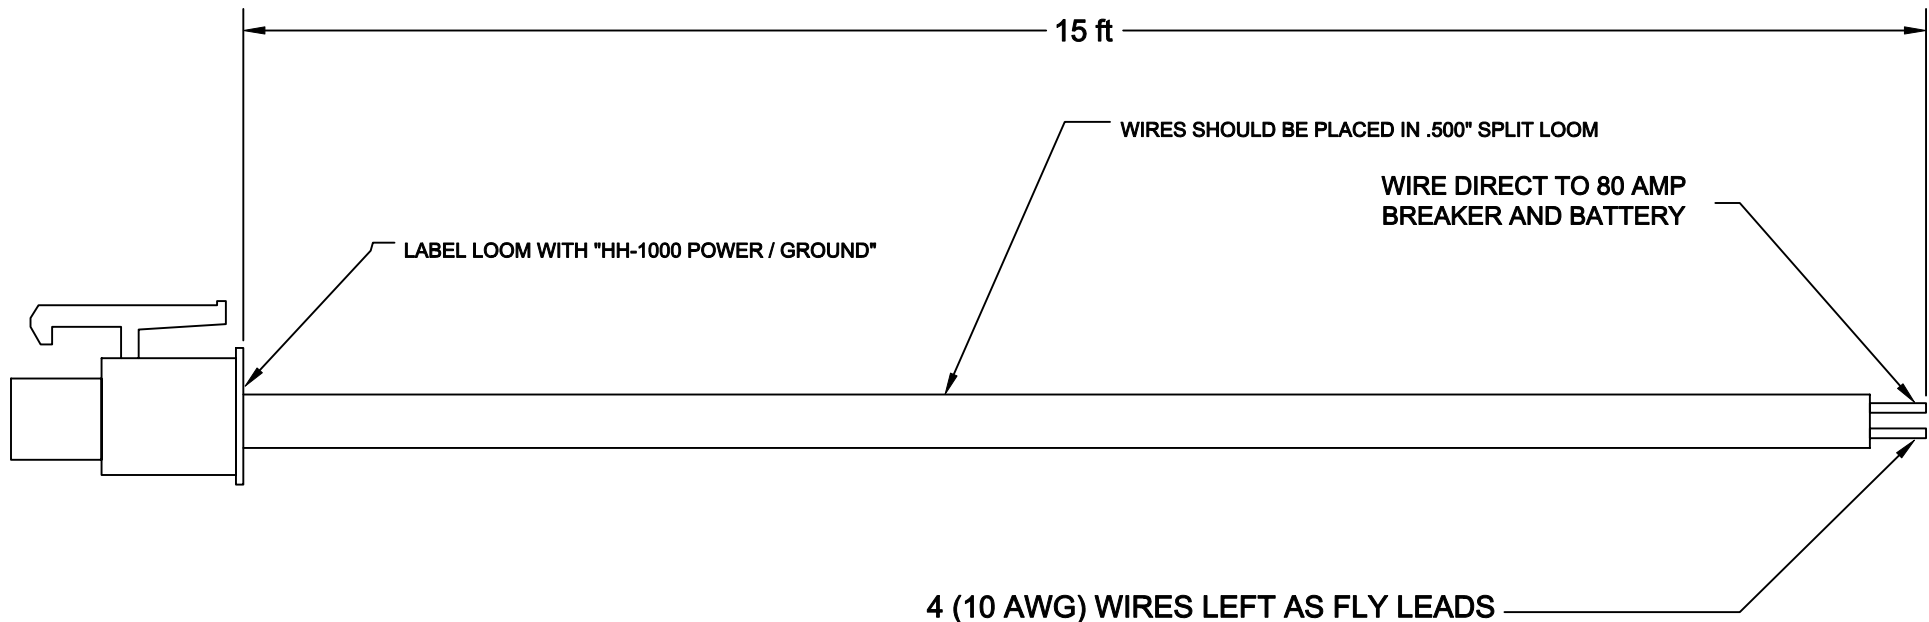 15 ft
WIRES SHOULD BE PLACED IN .500" SPLIT LOOM
WIRE DIRECT TO 80 AMP
BREAKER AND BATTERY
LABEL LOOM WITH "HH-1000 POWER / GROUND"
4 (10 AWG) WIRES LEFT AS FLY LEADS